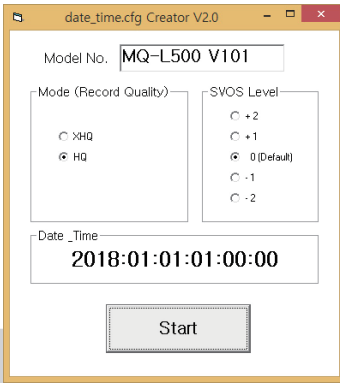 date_time.cfg Creator V2.0
Model No. MQ-L500 V101
Mode (Record Quality)
XHQ
HQ
SVOS Level
+ 2
+ 1
0 (Default)
- 1
- 2
Date _Time
2018:01:01:01:00:00
Start